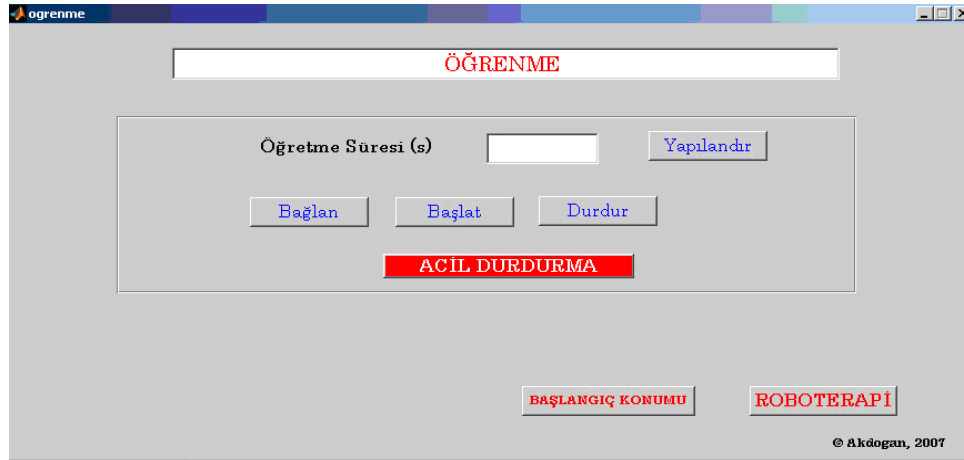 ogrenme
ÖĞRENME
Öğretme Süresi (s) Yapılandır
Bağlan Başlat Durdur
ACİL DURDURMA
BAŞLANGIÇ KONUMU ROBOTERAPİ
@ Akdogan, 2007